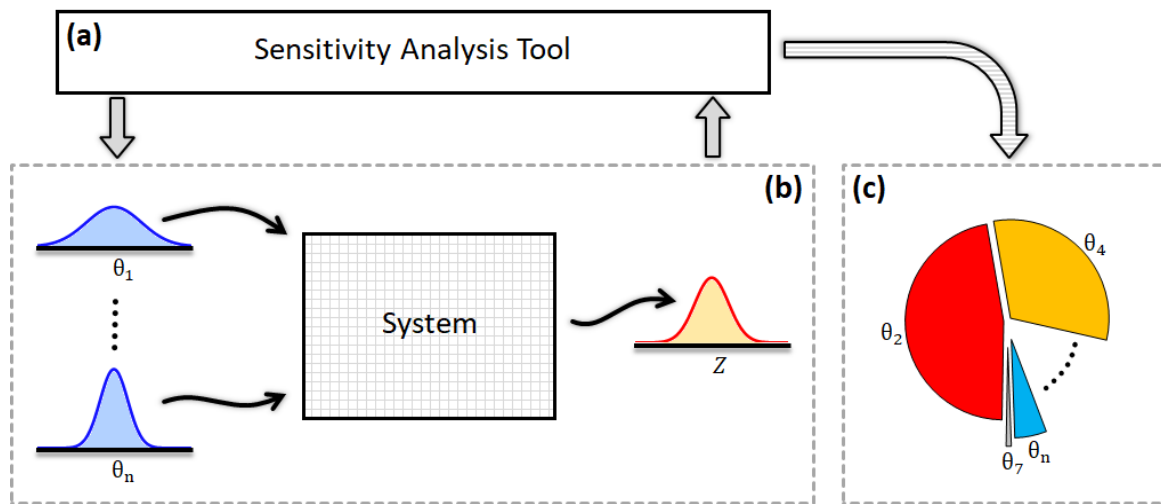 (a)
Sensitivity Analysis Tool
(b)
θ₁
θₙ
System
Z
(c)
θ₄
θ₂
θₙ
θ₇